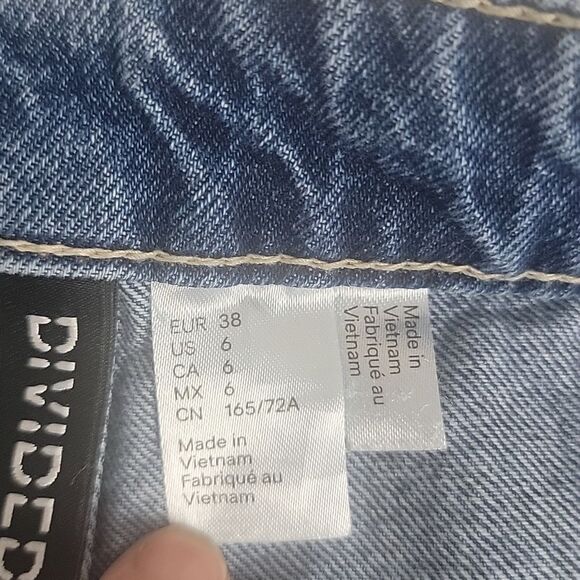 DIVIDED
EUR 38
US 6
CA 6
MX 6
CN 165/72A
Made in
Vietnam
Fabriqué au
Vietnam
Made in
Vietnam
Fabriqué au
Vietnam